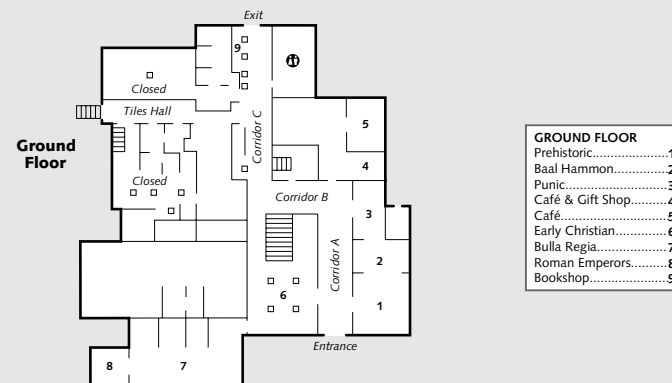 Exit
9
Closed
Tiles Hall
Corridor C
5
Ground
Floor
4
Closed
Corridor B
3
Corridor A
2
6
1
Entrance
8
7
GROUND FLOOR
Prehistoric....................1
Baal Hammon..............2
Punic............................3
Café & Gift Shop..........4
Café.............................5
Early Christian..............6
Bulla Regia...................7
Roman Emperors.........8
Bookshop.....................9